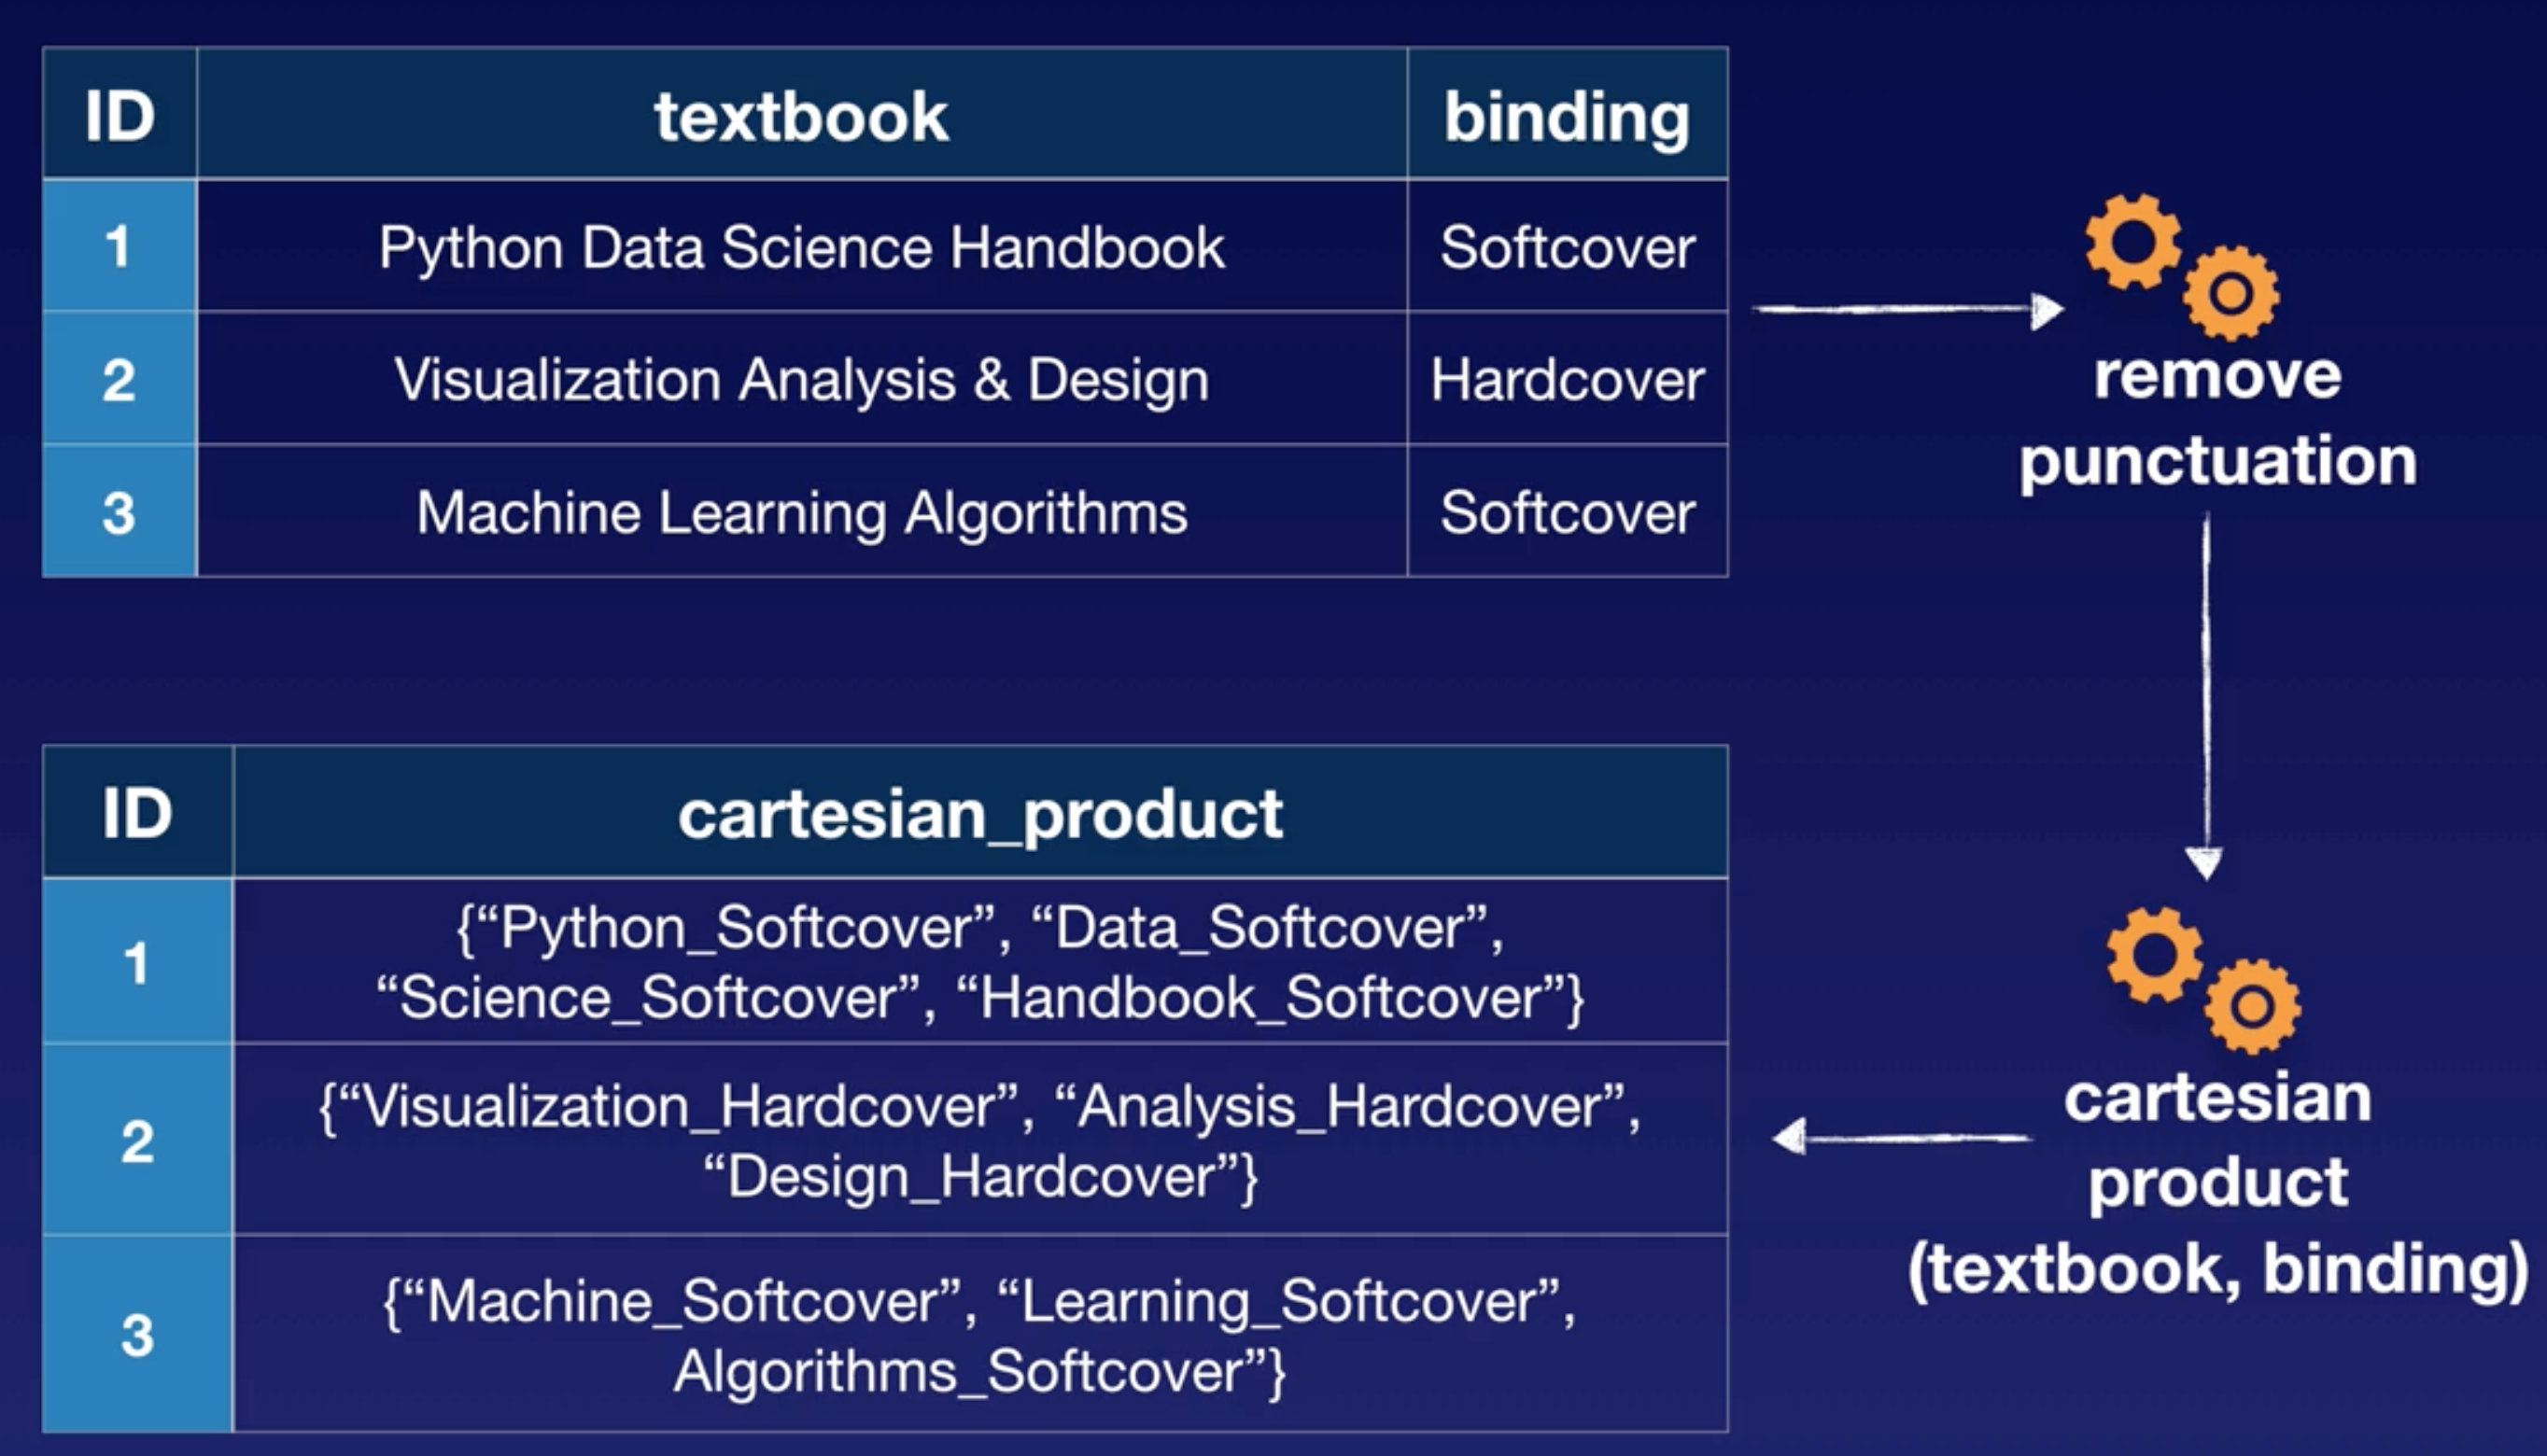 ID textbook binding
1 Python Data Science Handbook Softcover
2 Visualization Analysis & Design Hardcover
3 Machine Learning Algorithms Softcover
remove
punctuation
ID cartesian_product
1 {“Python_Softcover”, “Data_Softcover”,
“Science_Softcover”, “Handbook_Softcover”}
2 {“Visualization_Hardcover”, “Analysis_Hardcover”,
“Design_Hardcover”}
3 {“Machine_Softcover”, “Learning_Softcover”,
Algorithms_Softcover”}
cartesian
product
(textbook, binding)